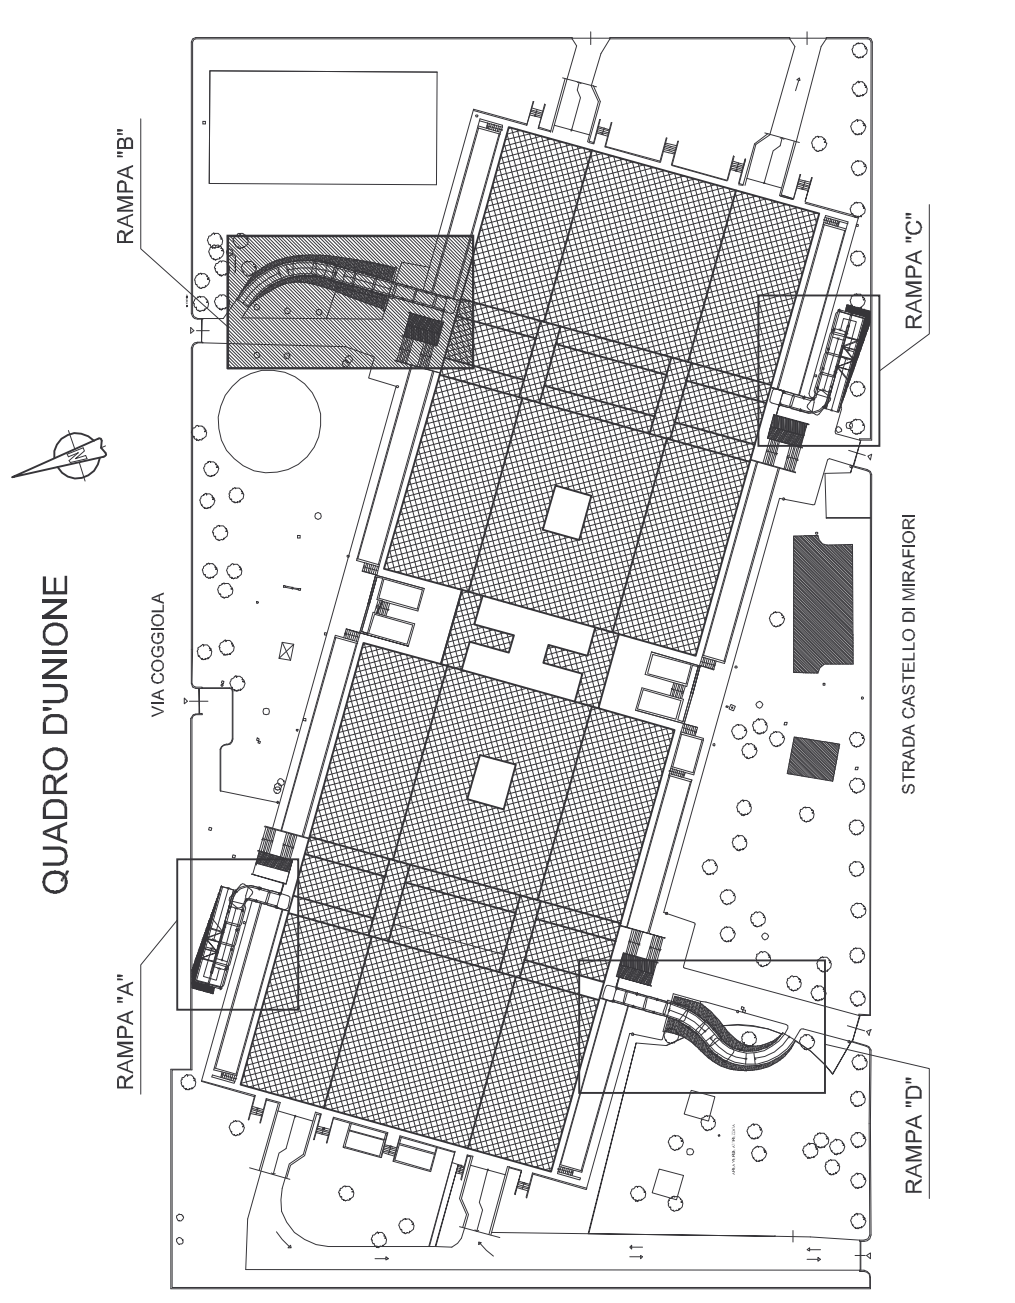 QUADRO D'UNIONE
N
RAMPA "B"
RAMPA "A"
VIA COGGIOLA
STRADA CASTELLO DI MIRAFIORI
RAMPA "C"
RAMPA "D"